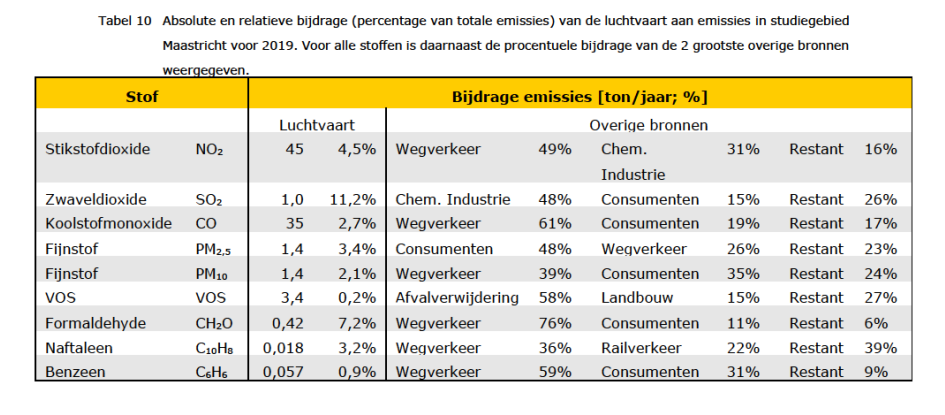 Tabel 10 Absolute en relatieve bijdrage (percentage van totale emissies) van de luchtvaart aan emissies in studiegebied
Maastricht voor 2019. Voor alle stoffen is daarnaast de procentuele bijdrage van de 2 grootste overige bronnen
weergegeven.
Stof Bijdrage emissies [ton/jaar; %]
Luchtvaart Overige bronnen
Stikstofdioxide NO₂ 45 4,5% Wegverkeer 49% Chem. 31% Restant 16%
Industrie
Zwaveldioxide SO₂ 1,0 11,2% Chem. Industrie 48% Consumenten 15% Restant 26%
Koolstofmonoxide CO 35 2,7% Wegverkeer 61% Consumenten 19% Restant 17%
Fijnstof PM₂,₅ 1,4 3,4% Consumenten 48% Wegverkeer 26% Restant 23%
Fijnstof PM₁₀ 1,4 2,1% Wegverkeer 39% Consumenten 35% Restant 24%
VOS VOS 3,4 0,2% Afvalverwijdering 58% Landbouw 15% Restant 27%
Formaldehyde CH₂O 0,42 7,2% Wegverkeer 76% Consumenten 11% Restant 6%
Naftaleen C₁₀H₈ 0,018 3,2% Wegverkeer 36% Railverkeer 22% Restant 39%
Benzeen C₆H₆ 0,057 0,9% Wegverkeer 59% Consumenten 31% Restant 9%